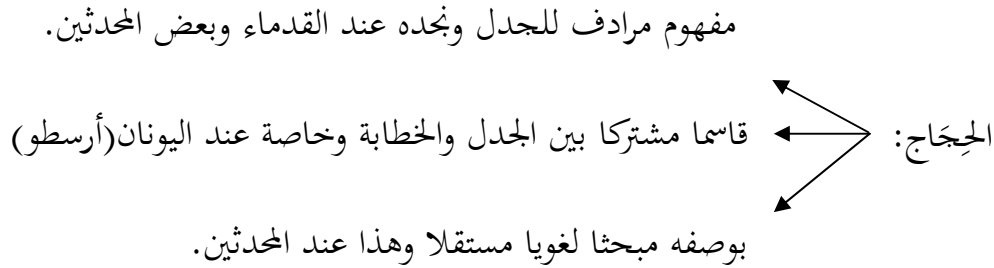 مفهوم مرادف للجدل ونجده عند القدماء وبعض المحدثين.
الحِجَاج: قاسما مشتركا بين الجدل والخطابة وخاصة عند اليونان(أرسطو)
بوصفه مبحثا لغويا مستقلا وهذا عند المحدثين.